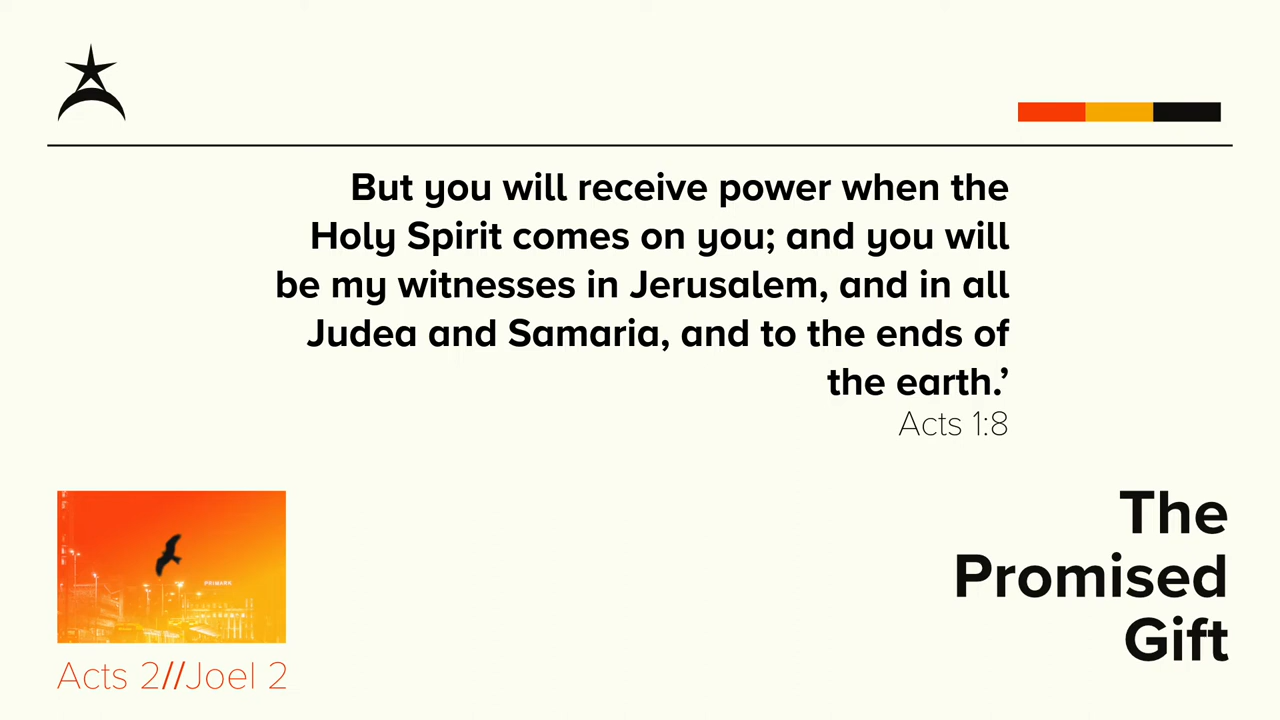 But you will receive power when the
Holy Spirit comes on you; and you will
be my witnesses in Jerusalem, and in all
Judea and Samaria, and to the ends of
the earth.’
Acts 1:8
PRIMARK
Acts 2//Joel 2
The
Promised
Gift